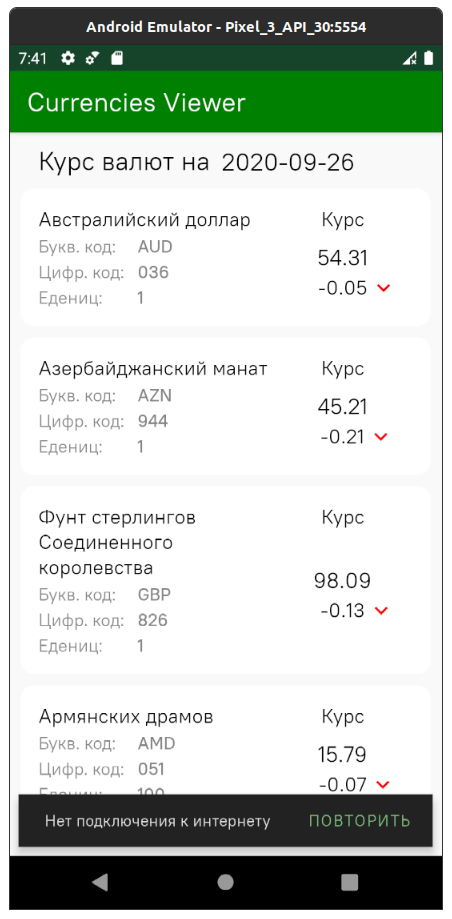 Android Emulator - Pixel_3_API_30:5554
7:41
Currencies Viewer
Курс валют на 2020-09-26
Австралийский доллар Курс
Букв. код: AUD 54.31
Цифр. код: 036
Едениц: 1 -0.05
Азербайджанский манат Курс
Букв. код: AZN 45.21
Цифр. код: 944
Едениц: 1 -0.21
Фунт стерлингов Курс
Соединенного
королевства
Букв. код: GBP 98.09
Цифр. код: 826 -0.13
Едениц: 1
Армянских драмов Курс
Букв. код: AMD 15.79
Цифр. код: 051
Едениц: 100 -0.07
Нет подключения к интернету ПОВТОРИТЬ